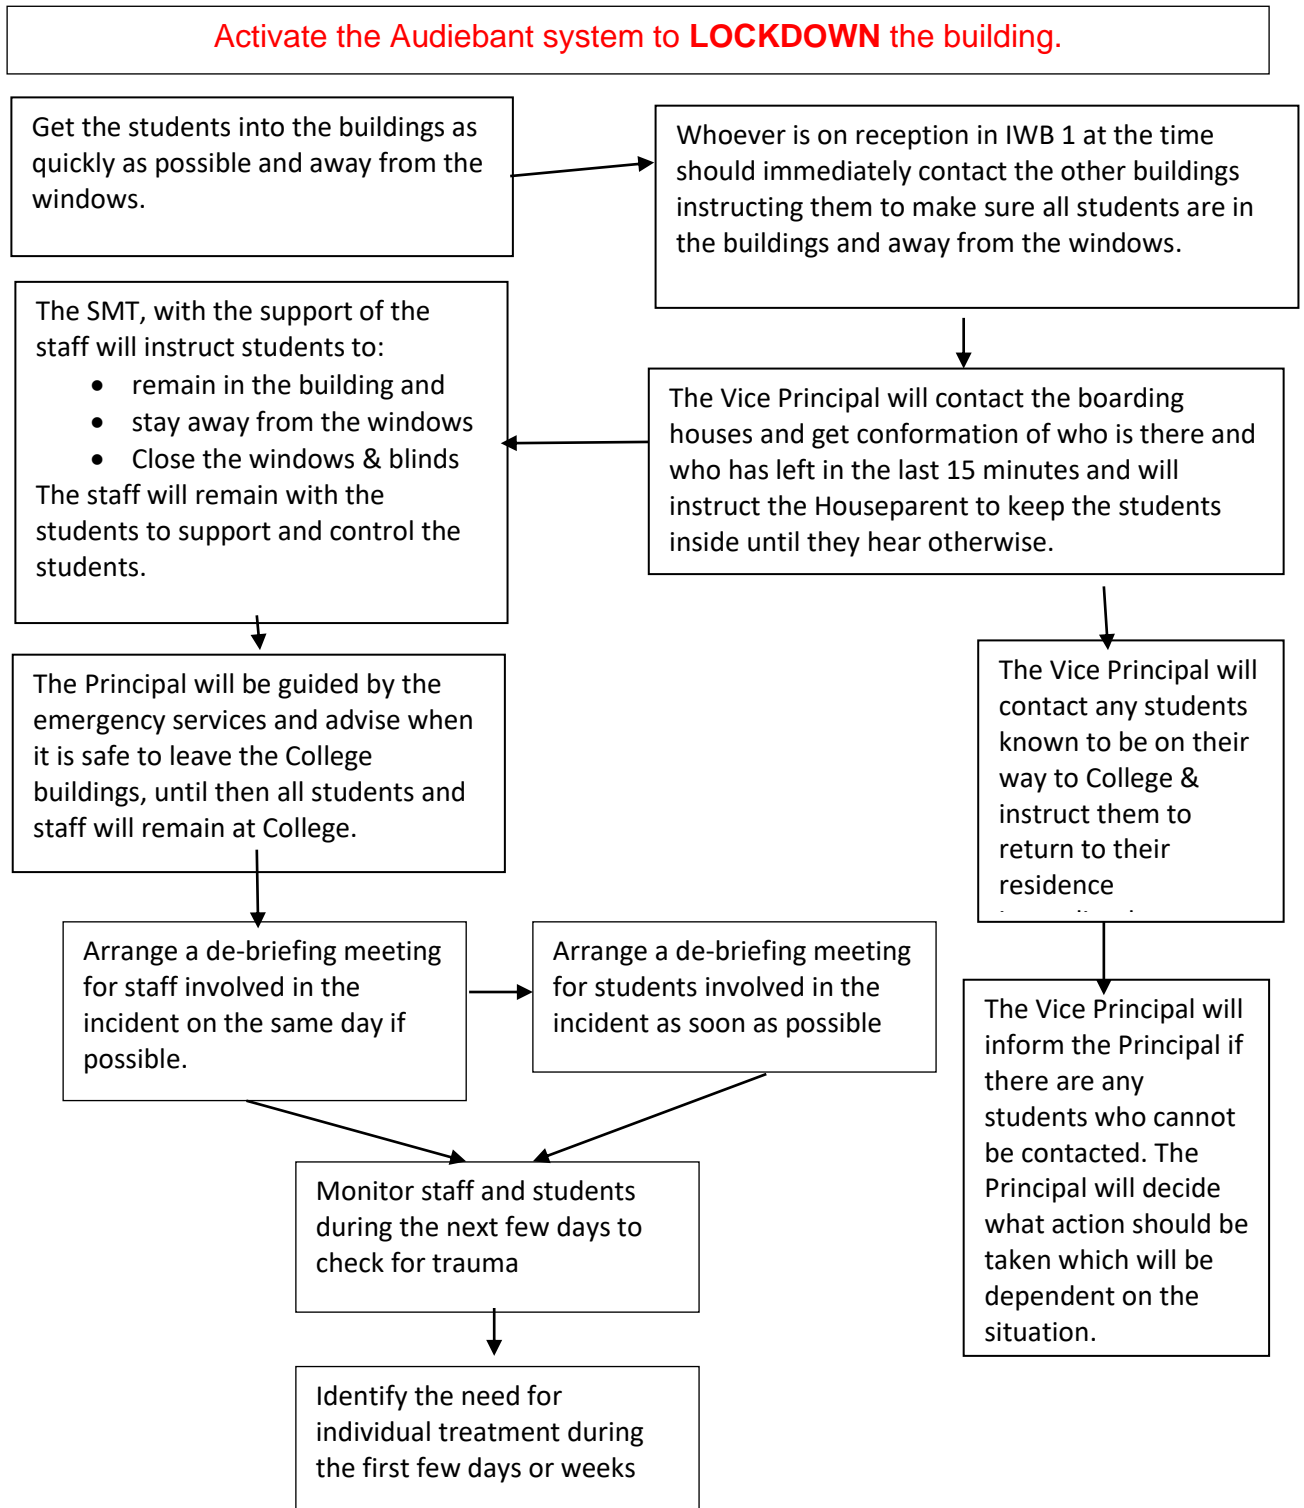 Activate the Audiebant system to LOCKDOWN the building.
Get the students into the buildings as
quickly as possible and away from the
windows.
Whoever is on reception in IWB 1 at the time
should immediately contact the other buildings
instructing them to make sure all students are in
the buildings and away from the windows.
The SMT, with the support of the
staff will instruct students to:
• remain in the building and
• stay away from the windows
• Close the windows & blinds
The staff will remain with the
students to support and control the
students.
The Vice Principal will contact the boarding
houses and get conformation of who is there and
who has left in the last 15 minutes and will
instruct the Houseparent to keep the students
inside until they hear otherwise.
The Principal will be guided by the
emergency services and advise when
it is safe to leave the College
buildings, until then all students and
staff will remain at College.
The Vice Principal will
contact any students
known to be on their
way to College &
instruct them to
return to their
residence
Arrange a de-briefing meeting
for staff involved in the
incident on the same day if
possible.
Arrange a de-briefing meeting
for students involved in the
incident as soon as possible
The Vice Principal will
inform the Principal if
there are any
students who cannot
be contacted. The
Principal will decide
what action should be
taken which will be
dependent on the
situation.
Monitor staff and students
during the next few days to
check for trauma
Identify the need for
individual treatment during
the first few days or weeks